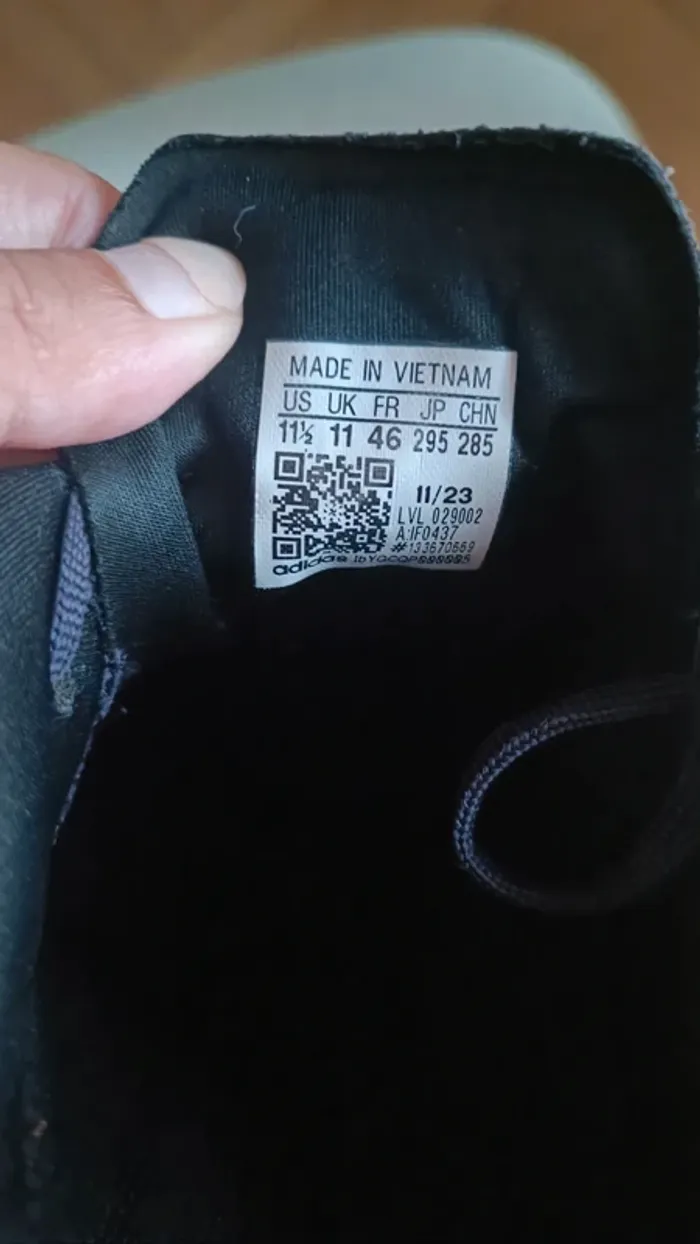 MADE IN VIETNAM
US UK FR JP CHN
11½ 11 46 295 285
11/23
LVL 029002
A:IF0437
#133670669
adidas